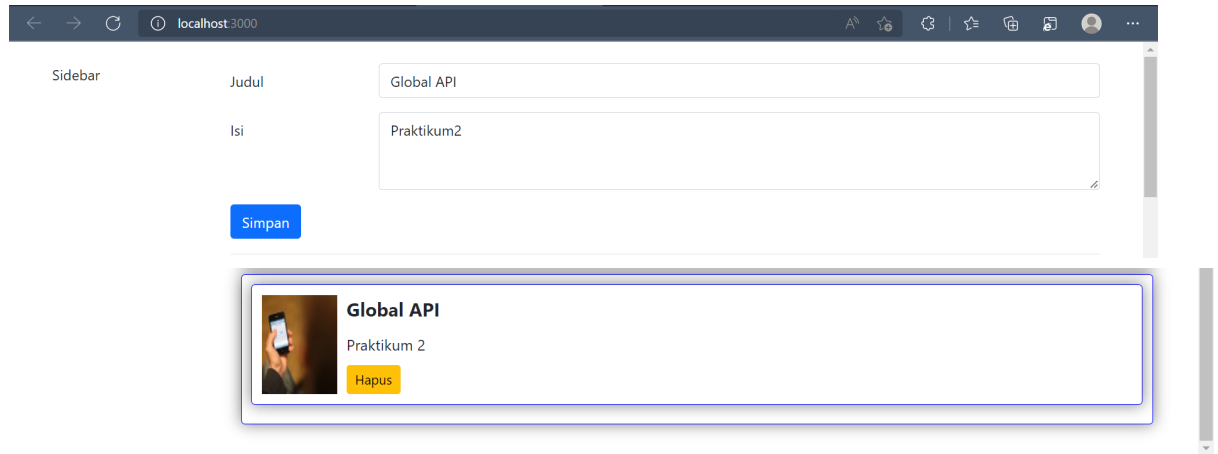 localhost:3000
Sidebar
Judul
Global API
Isi
Praktikum2
Simpan
Global API
Praktikum 2
Hapus